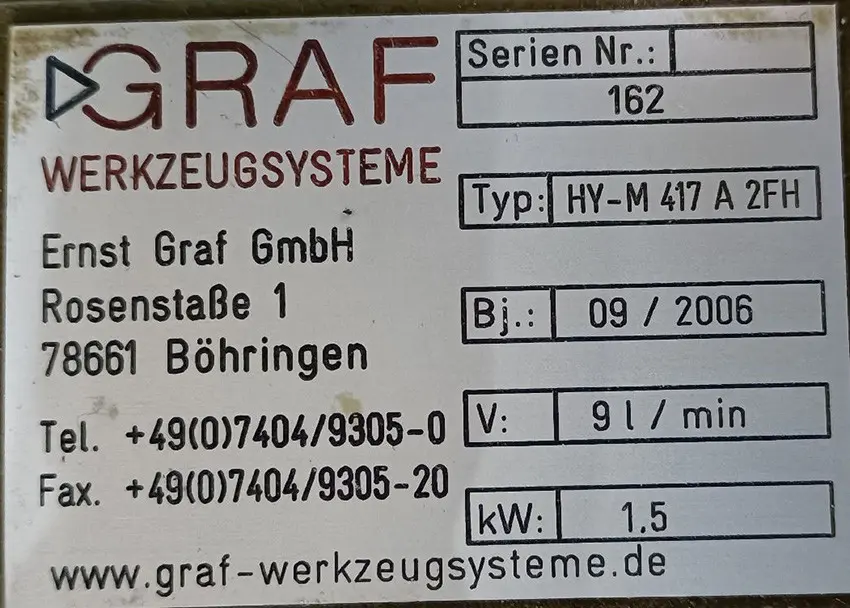 GRAF
WERKZEUGSYSTEME
Ernst Graf GmbH
Rosenstaße 1
78661 Böhringen
Tel. +49(0)7404/9305-0
Fax. +49(0)7404/9305-20
www.graf-werkzeugsysteme.de
Serien Nr.:
162
Typ: HY-M 417 A 2FH
Bj.: 09 / 2006
V: 9 l / min
kW: 1.5